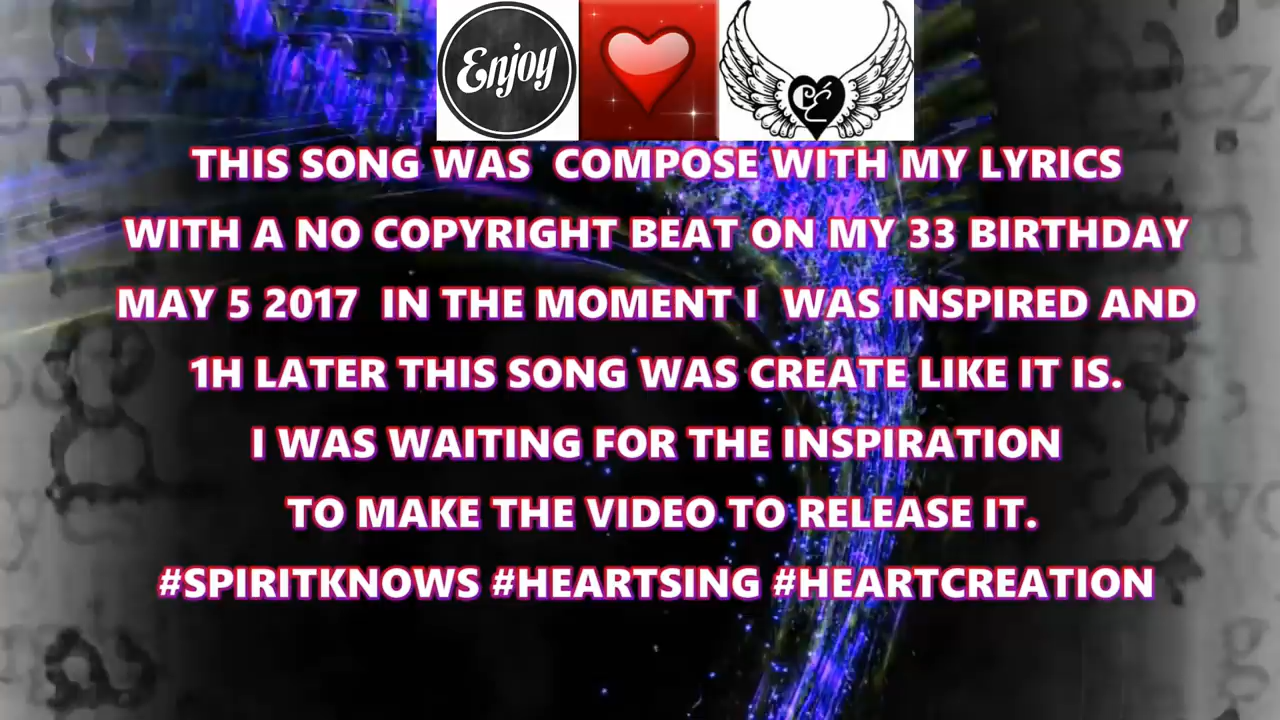 Enjoy
THIS SONG WAS COMPOSE WITH MY LYRICS
WITH A NO COPYRIGHT BEAT ON MY 33 BIRTHDAY
MAY 5 2017 IN THE MOMENT I WAS INSPIRED AND
1H LATER THIS SONG WAS CREATE LIKE IT IS.
I WAS WAITING FOR THE INSPIRATION
TO MAKE THE VIDEO TO RELEASE IT.
#SPIRITKNOWS #HEARTSING #HEARTCREATION